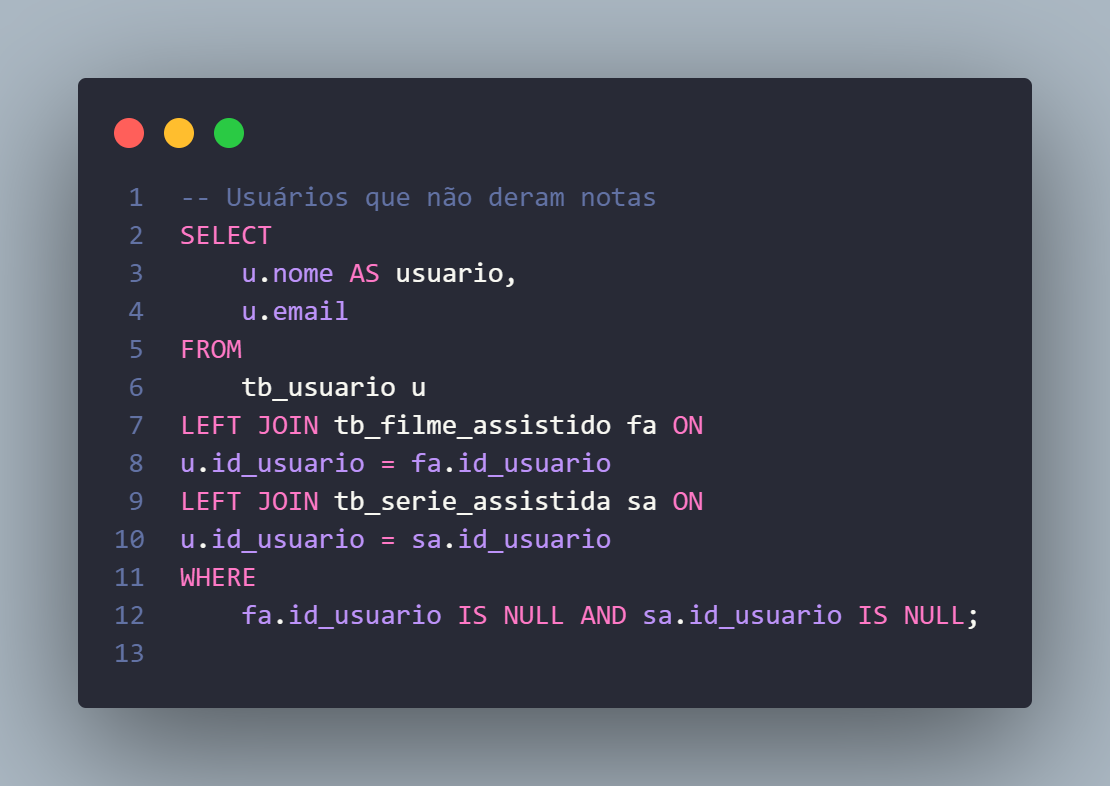 1 -- Usuários que não deram notas
2 SELECT
3     u.nome AS usuario,
4     u.email
5 FROM
6     tb_usuario u
7 LEFT JOIN tb_filme_assistido fa ON
8 u.id_usuario = fa.id_usuario
9 LEFT JOIN tb_serie_assistida sa ON
10 u.id_usuario = sa.id_usuario
11 WHERE
12     fa.id_usuario IS NULL AND sa.id_usuario IS NULL;
13